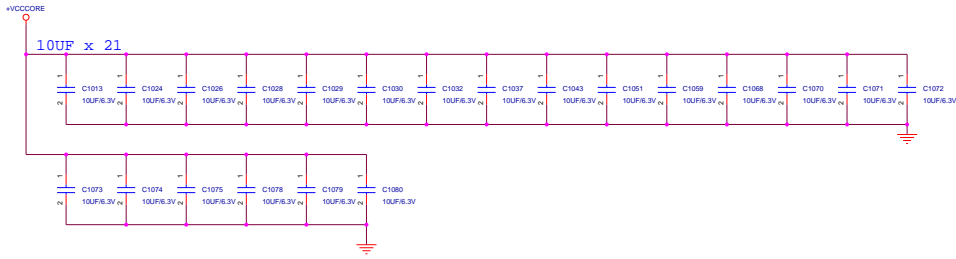 +VCCCORE
10UF x 21
1 1 1 1 1 1 1 1 1 1 1 1 1 1 1
C1013 C1024 C1026 C1028 C1029 C1030 C1032 C1037 C1043 C1051 C1059 C1068 C1070 C1071 C1072
10UF/6.3V 10UF/6.3V 10UF/6.3V 10UF/6.3V 10UF/6.3V 10UF/6.3V 10UF/6.3V 10UF/6.3V 10UF/6.3V 10UF/6.3V 10UF/6.3V 10UF/6.3V 10UF/6.3V 10UF/6.3V 10UF/6.3V
2 2 2 2 2 2 2 2 2 2 2 2 2 2 2
1 1 1 1 1 1
C1073 C1074 C1075 C1078 C1079 C1080
10UF/6.3V 10UF/6.3V 10UF/6.3V 10UF/6.3V 10UF/6.3V 10UF/6.3V
2 2 2 2 2 2